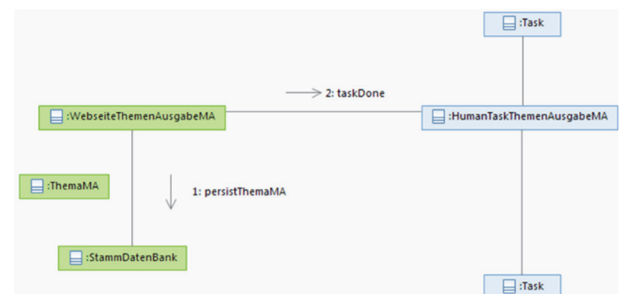 :Task
2: taskDone
:WebseiteThemenAusgabeMA
:HumanTaskThemenAusgabeMA
:ThemaMA
1: persistThemaMA
:StammDatenBank
:Task